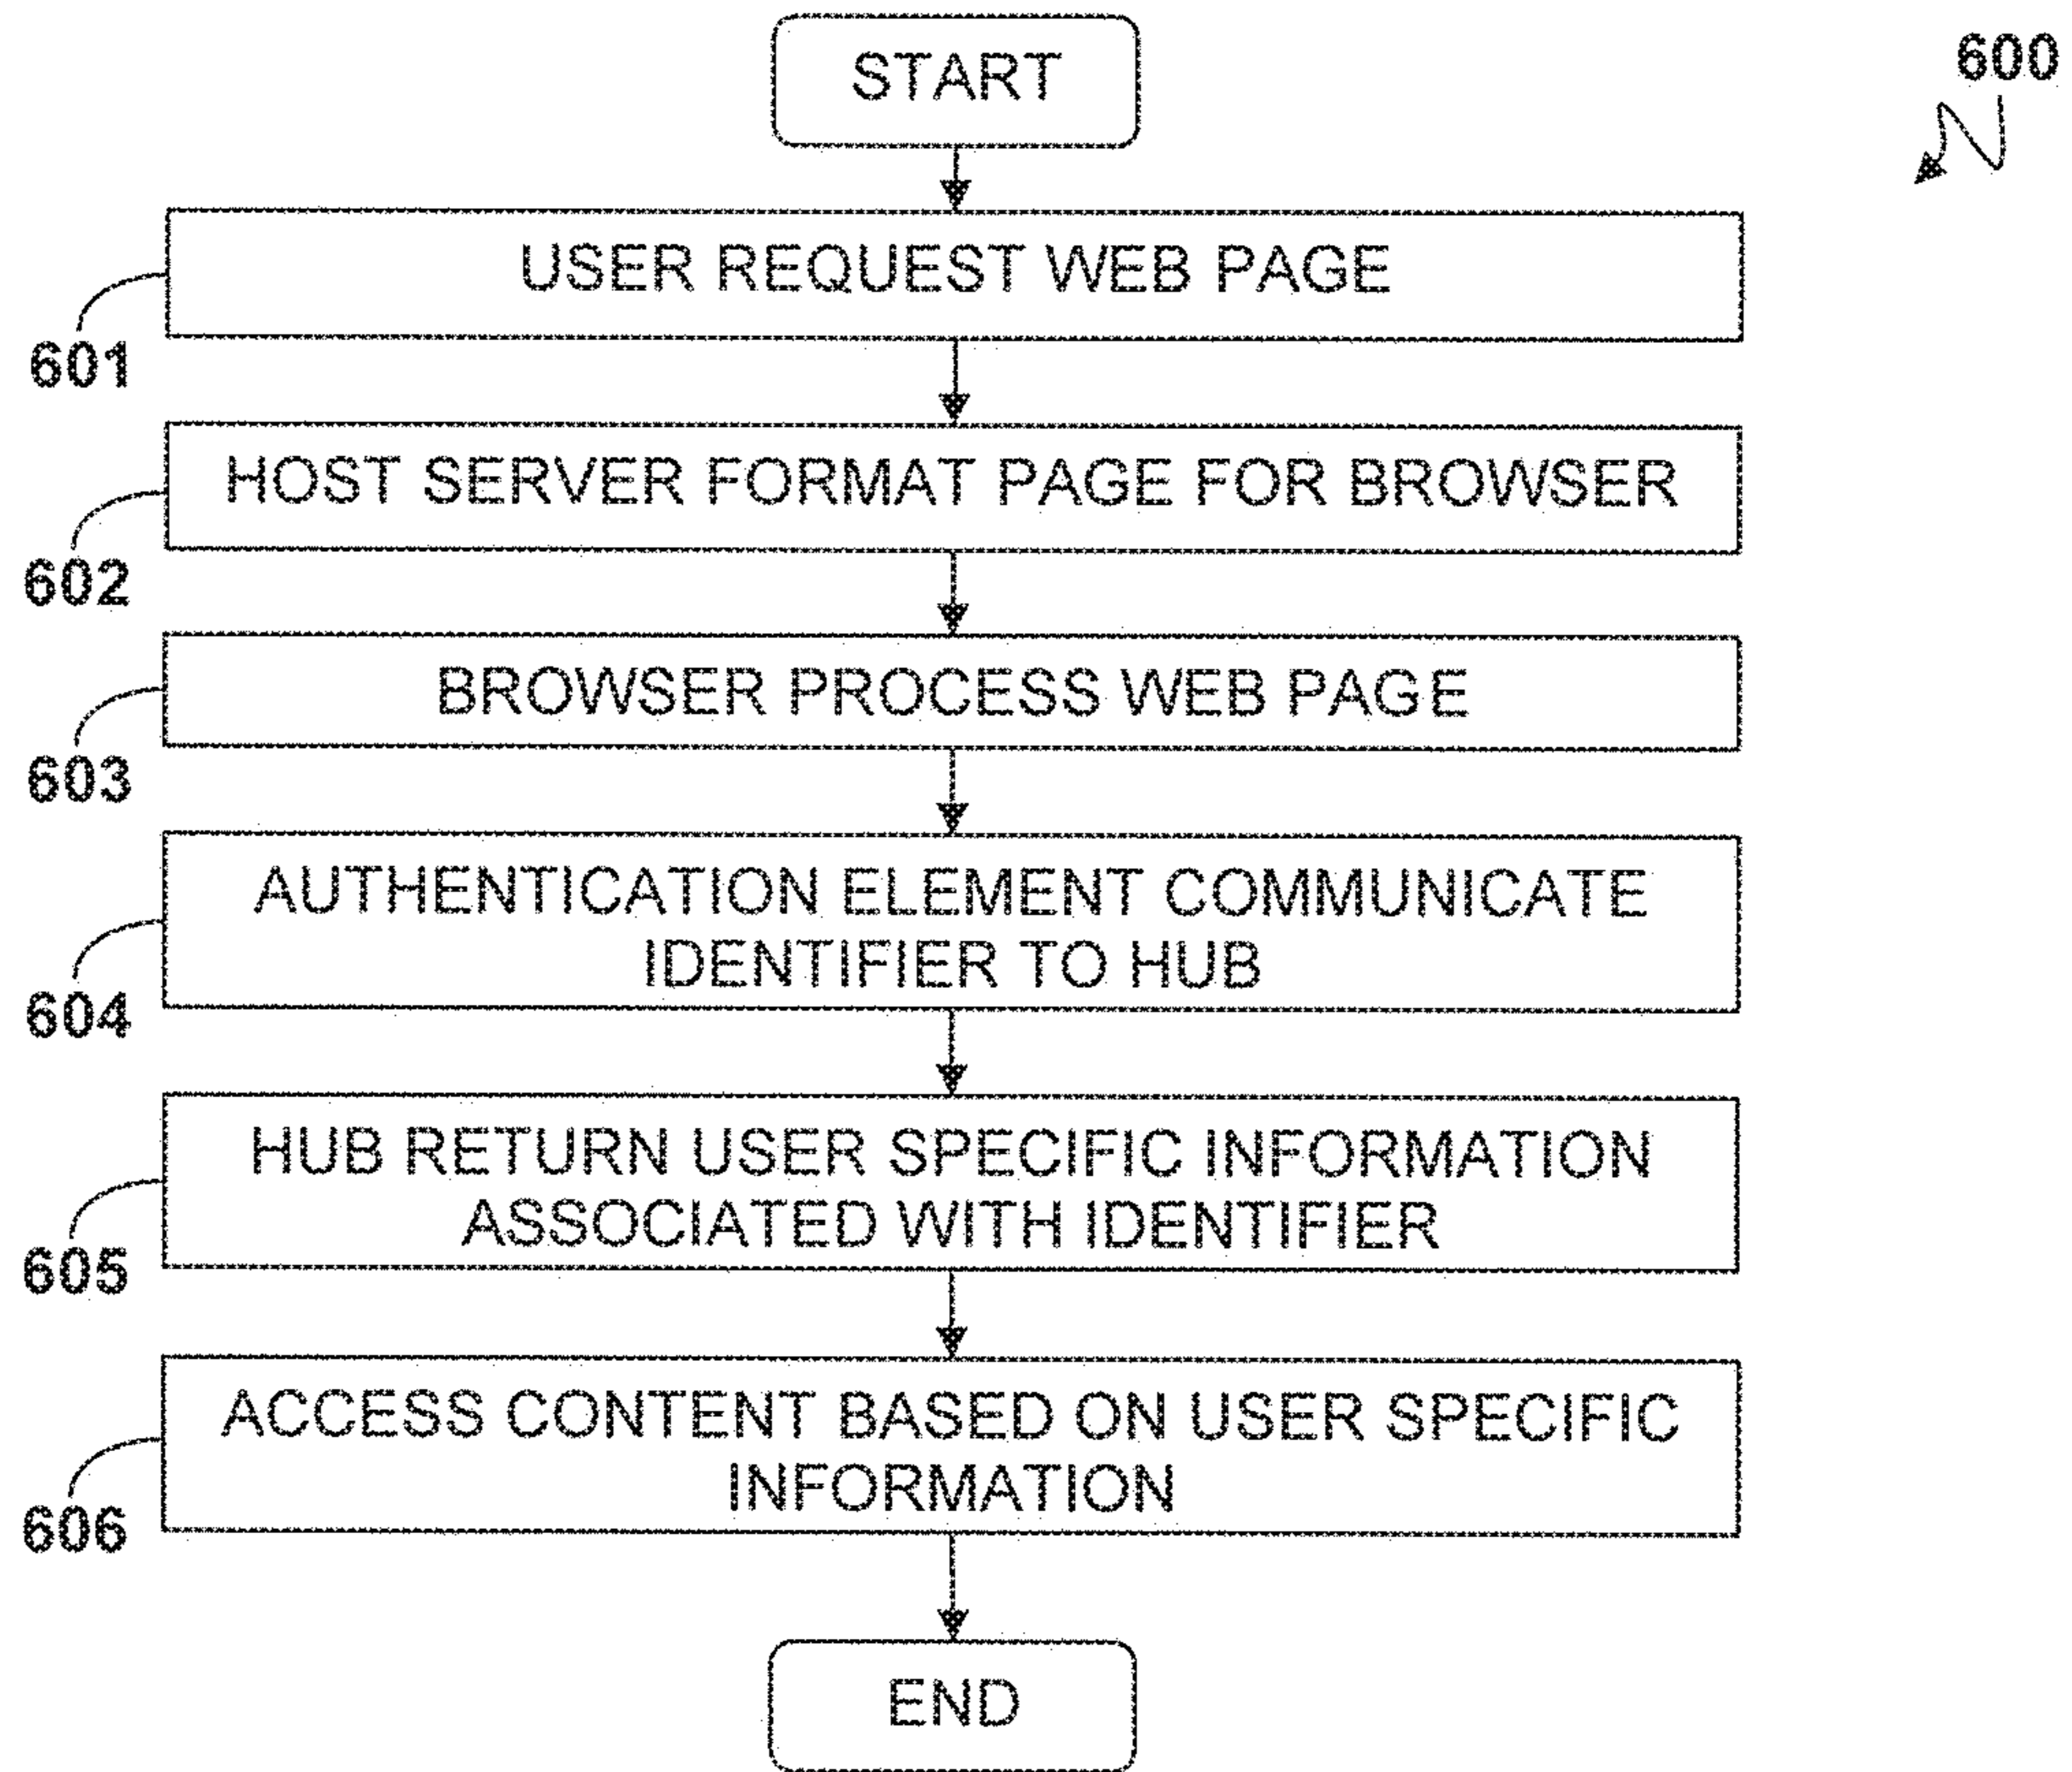 START
600
USER REQUEST WEB PAGE
601
HOST SERVER FORMAT PAGE FOR BROWSER
602
BROWSER PROCESS WEB PAGE
603
AUTHENTICATION ELEMENT COMMUNICATE
IDENTIFIER TO HUB
604
HUB RETURN USER SPECIFIC INFORMATION
ASSOCIATED WITH IDENTIFIER
605
ACCESS CONTENT BASED ON USER SPECIFIC
INFORMATION
606
END